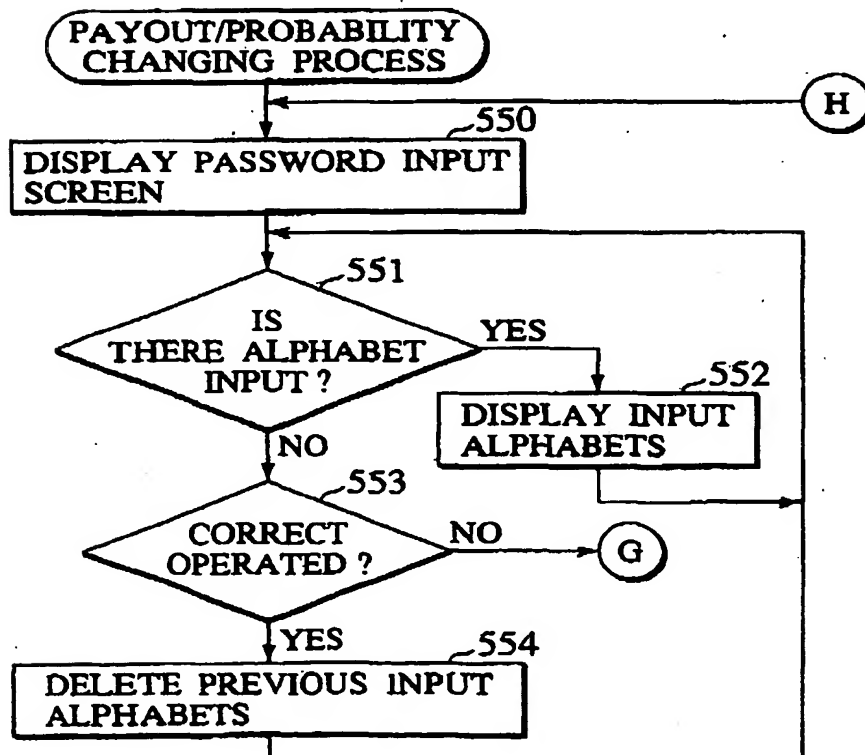 PAYOUT/PROBABILITY
CHANGING PROCESS
H
550
DISPLAY PASSWORD INPUT
SCREEN
551
IS
THERE ALPHABET
INPUT ?
YES
552
DISPLAY INPUT
ALPHABETS
NO
553
CORRECT
OPERATED ?
NO
G
YES
554
DELETE PREVIOUS INPUT
ALPHABETS